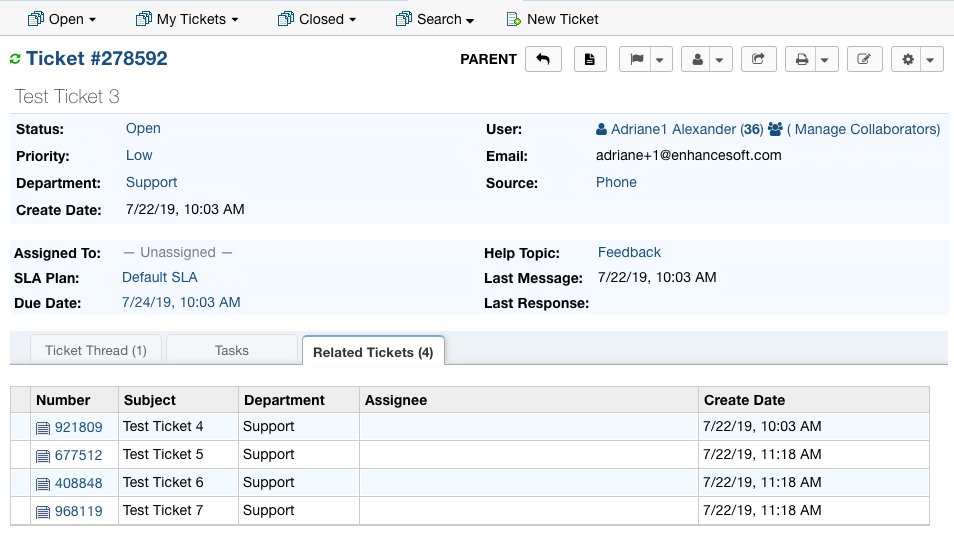 Open My Tickets Closed Search New Ticket
Ticket #278592 PARENT
Test Ticket 3
Status: Open User: Adriane1 Alexander (36) ( Manage Collaborators)
Priority: Low Email: adriane+1@enhancesoft.com
Department: Support Source: Phone
Create Date: 7/22/19, 10:03 AM
Assigned To: — Unassigned — Help Topic: Feedback
SLA Plan: Default SLA Last Message: 7/22/19, 10:03 AM
Due Date: 7/24/19, 10:03 AM Last Response:
Ticket Thread (1) Tasks Related Tickets (4)
Number Subject Department Assignee Create Date
921809 Test Ticket 4 Support 7/22/19, 10:03 AM
677512 Test Ticket 5 Support 7/22/19, 11:18 AM
408848 Test Ticket 6 Support 7/22/19, 11:18 AM
968119 Test Ticket 7 Support 7/22/19, 11:18 AM